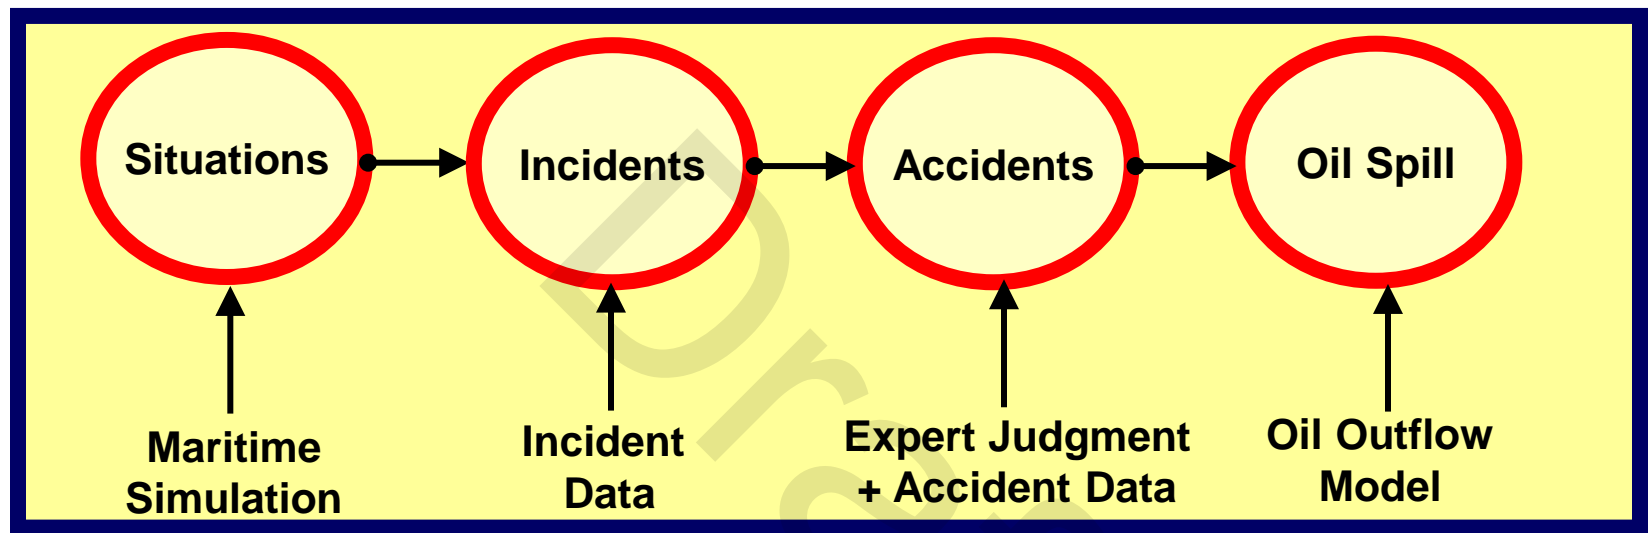 Situations
Incidents
Accidents
Oil Spill
Maritime
Simulation
Incident
Data
Expert Judgment
+ Accident Data
Oil Outflow
Model